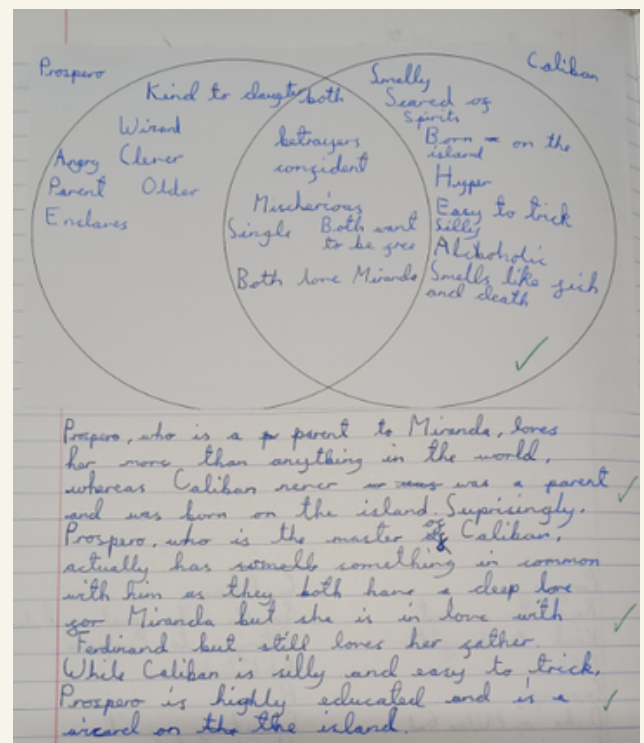 Prospero
Caliban
Kind to daughter
Wizard
Angry Clever
Parent Older
Enslaves
both
betrayers
confident
Mischevious
Single Both want
to be free
Both love Miranda
Smelly
Scared of
spirits
Born on the
island
Hyper
Easy to trick
silly
Alchoholic
Smells like fish
and death
Prospero, who is a parent to Miranda, loves
her more than anything in the world,
whereas Caliban never was a parent
and was born on the island. Suprisingly,
Prospero, who is the master of Caliban,
actually has something in common
with him as they both have a deep love
for Miranda but she is in love with
Ferdinand but still loves her father.
While Caliban is silly and easy to trick,
Prospero is highly educated and is a
wizard on the the island.